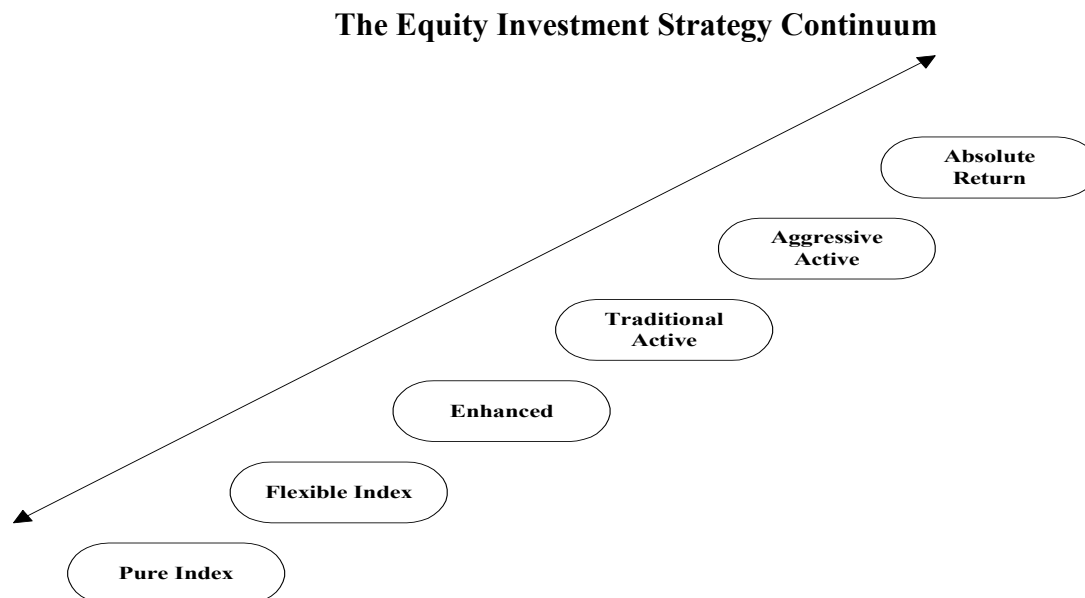 The Equity Investment Strategy Continuum
Absolute
Return
Aggressive
Active
Traditional
Active
Enhanced
Flexible Index
Pure Index